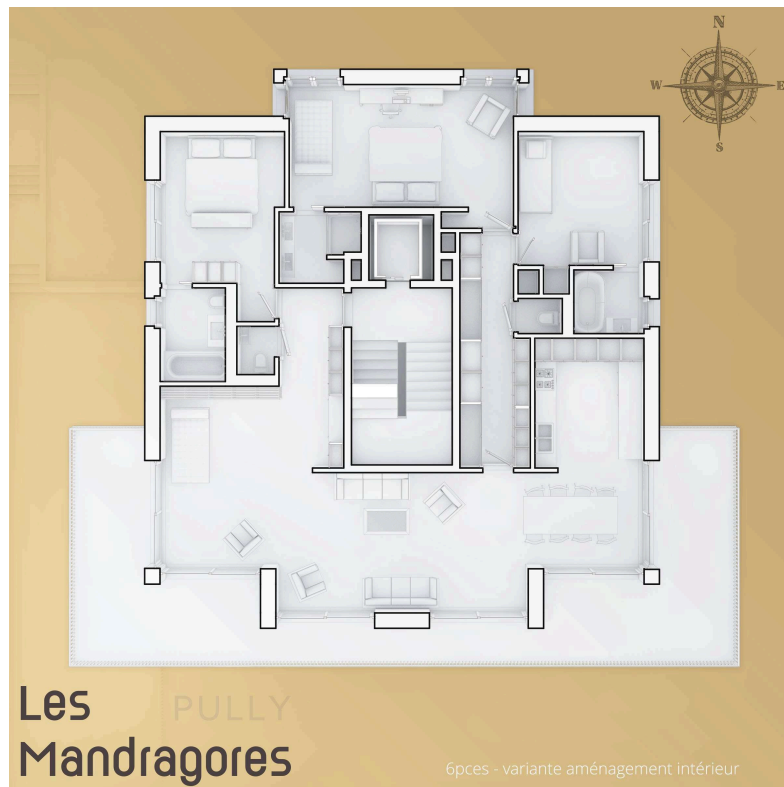 N
W E
S
Les PULLY
Mandragores
6pces - variante aménagement intérieur